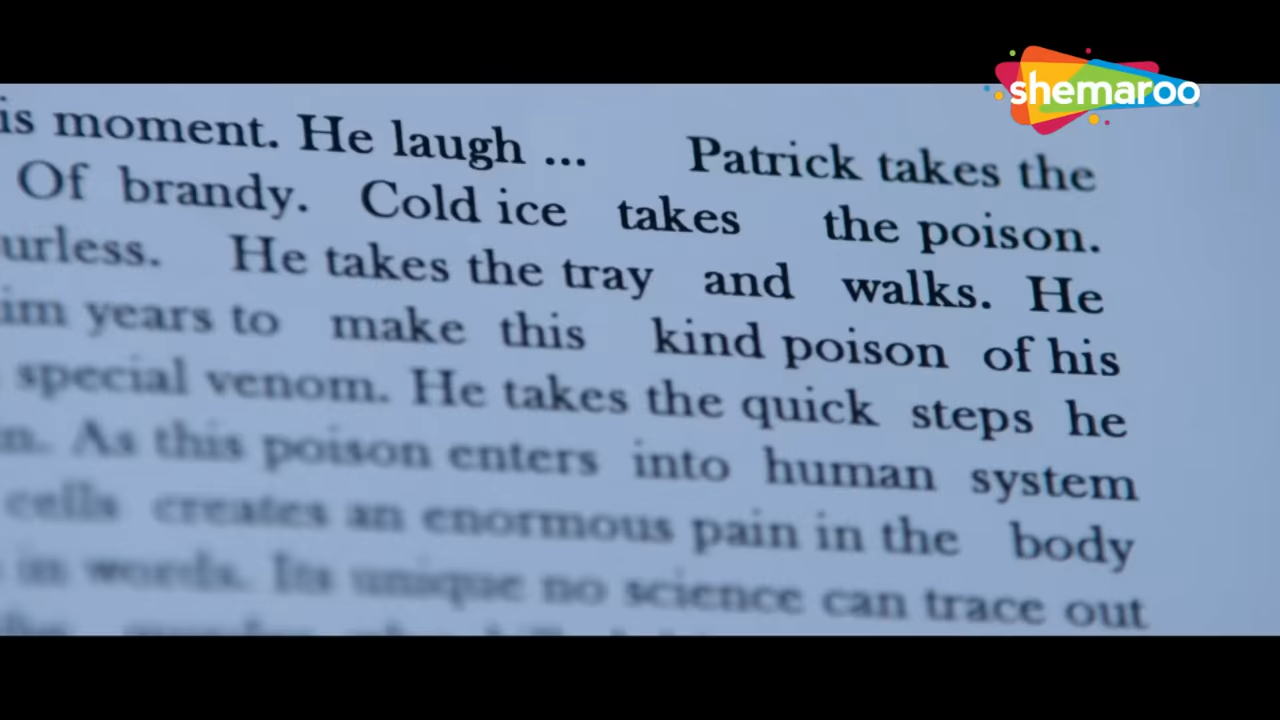 shemaroo
is moment. He laugh ... Patrick takes the
Of brandy. Cold ice takes the poison.
urless. He takes the tray and walks. He
im years to make this kind poison of his
special venom. He takes the quick steps he
n. As this poison enters into human system
cells creates an enormous pain in the body
in words. Its unique no science can trace out